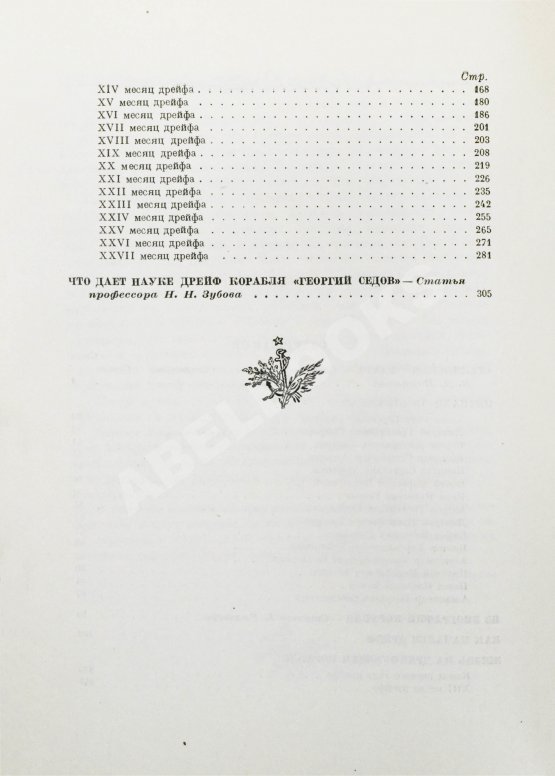 Стр.
XIV месяц дрейфа . . . . . . . . . . . . . . . . . . . . . . . . 168
XV месяц дрейфа . . . . . . . . . . . . . . . . . . . . . . . . 180
XVI месяц дрейфа . . . . . . . . . . . . . . . . . . . . . . . . 186
XVII месяц дрейфа . . . . . . . . . . . . . . . . . . . . . . . . 201
XVIII месяц дрейфа . . . . . . . . . . . . . . . . . . . . . . . . 203
XIX месяц дрейфа . . . . . . . . . . . . . . . . . . . . . . . . 208
XX месяц дрейфа . . . . . . . . . . . . . . . . . . . . . . . . 219
XXI месяц дрейфа . . . . . . . . . . . . . . . . . . . . . . . . 226
XXII месяц дрейфа . . . . . . . . . . . . . . . . . . . . . . . . 235
XXIII месяц дрейфа . . . . . . . . . . . . . . . . . . . . . . . . 242
XXIV месяц дрейфа . . . . . . . . . . . . . . . . . . . . . . . . 255
XXV месяц дрейфа . . . . . . . . . . . . . . . . . . . . . . . . 265
XXVI месяц дрейфа . . . . . . . . . . . . . . . . . . . . . . . . 271
XXVII месяц дрейфа . . . . . . . . . . . . . . . . . . . . . . . . 281
ЧТО ДАЕТ НАУКЕ ДРЕЙФ КОРАБЛЯ «ГЕОРГИЙ СЕДОВ» — Статья
профессора Н. Н. Зубова . . . . . . . . . . . . . . . . . . . . 305